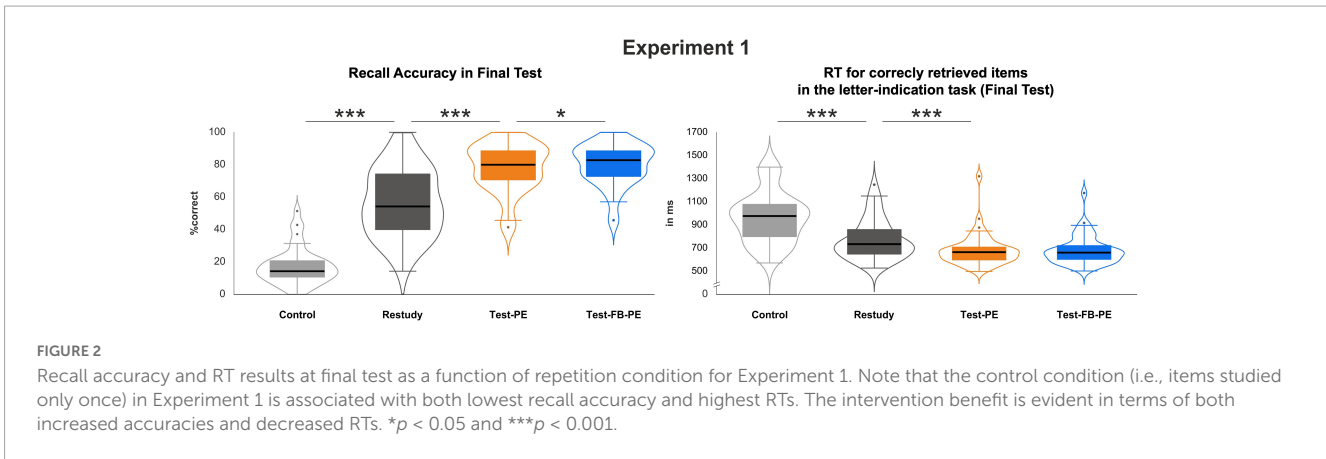 Experiment 1
Recall Accuracy in Final Test
*** *** *
100
80
60
40
20
0
%correct
Control Restudy Test-PE Test-FB-PE
RT for correcly retrieved items
in the letter-indication task (Final Test)
*** ***
1700
1500
1300
1100
900
700
500
0
in ms
Control Restudy Test-PE Test-FB-PE
FIGURE 2
Recall accuracy and RT results at final test as a function of repetition condition for Experiment 1. Note that the control condition (i.e., items studied
only once) in Experiment 1 is associated with both lowest recall accuracy and highest RTs. The intervention benefit is evident in terms of both
increased accuracies and decreased RTs. *p < 0.05 and ***p < 0.001.